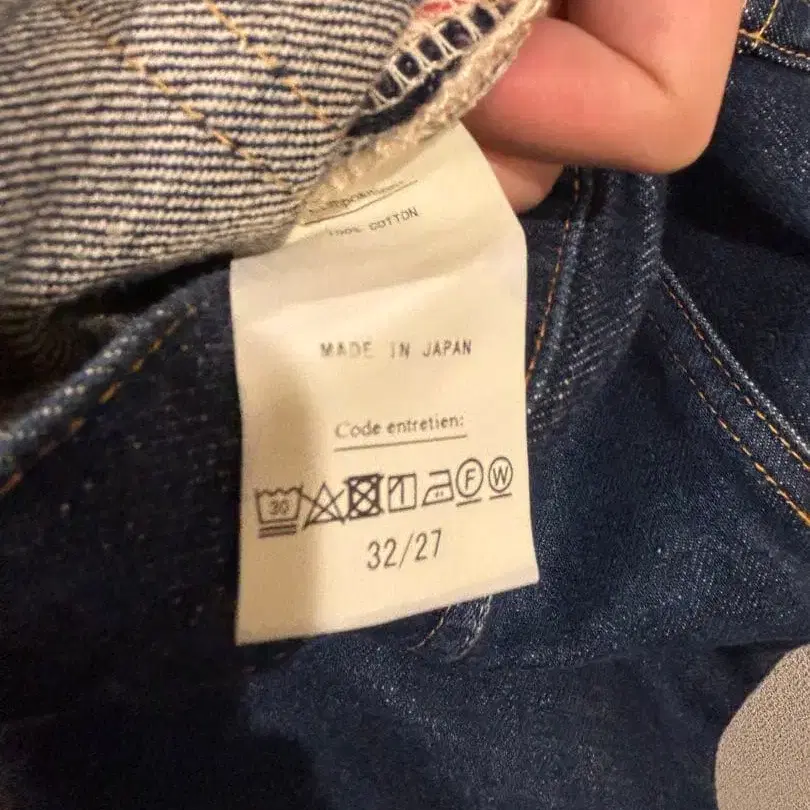 100% COTTON
MADE IN JAPAN
Code entretien:
30 F W
32/27